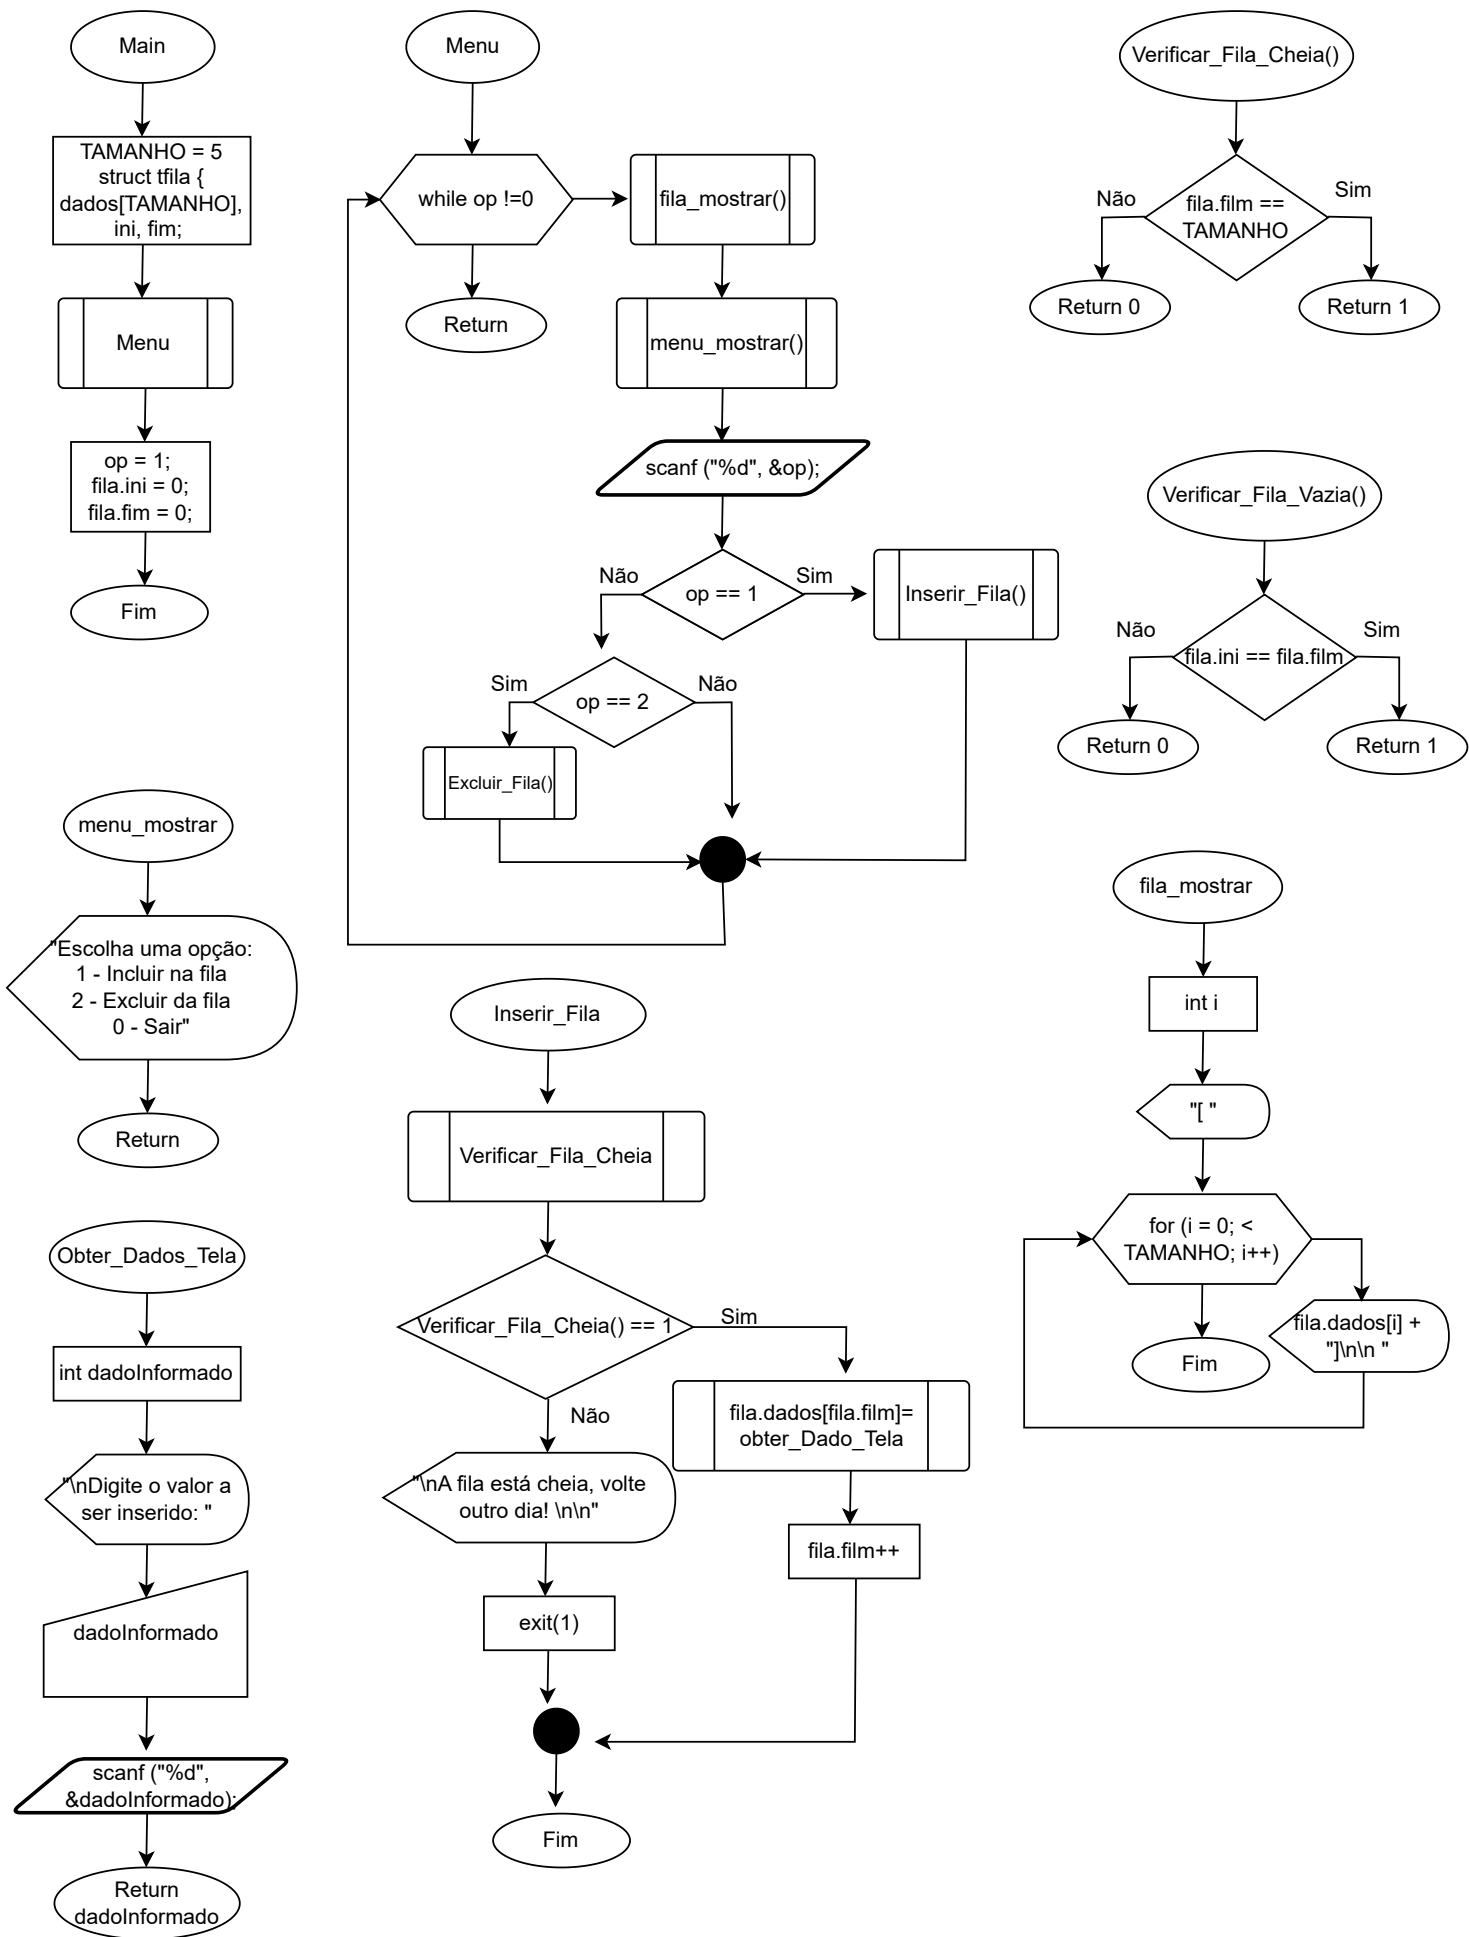 Main
TAMANHO = 5
struct tfila {
dados[TAMANHO],
ini, fim;
Menu
op = 1;
fila.ini = 0;
fila.fim = 0;
Fim
Menu
while op !=0
fila_mostrar()
Return
menu_mostrar()
scanf ("%d", &op);
op == 1
Não
Sim
Inserir_Fila()
op == 2
Sim
Não
Excluir_Fila()
Verificar_Fila_Cheia()
fila.film ==
TAMANHO
Não
Sim
Return 0
Return 1
Verificar_Fila_Vazia()
fila.ini == fila.film
Não
Sim
Return 0
Return 1
menu_mostrar
"Escolha uma opção:
1 - Incluir na fila
2 - Excluir da fila
0 - Sair"
Return
Obter_Dados_Tela
int dadoInformado
"\nDigite o valor a
ser inserido: "
dadoInformado
scanf ("%d",
&dadoInformado);
Return
dadoInformado
Inserir_Fila
Verificar_Fila_Cheia
Verificar_Fila_Cheia() == 1
Sim
Não
fila.dados[fila.film]=
obter_Dado_Tela
"\nA fila está cheia, volte
outro dia! \n\n"
fila.film++
exit(1)
Fim
fila_mostrar
int i
"[ "
for (i = 0; <
TAMANHO; i++)
fila.dados[i] +
"]\n\n "
Fim